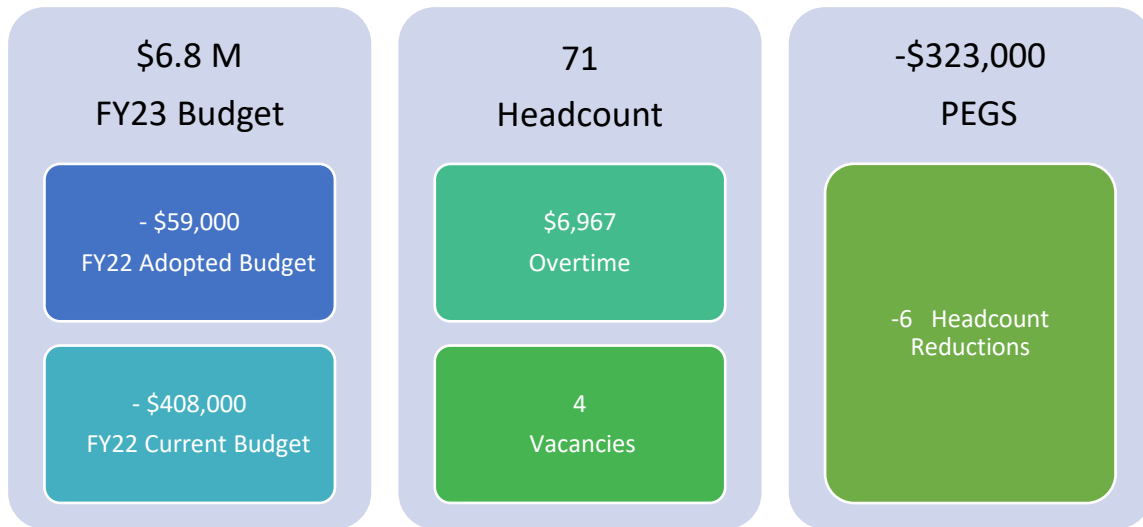 $6.8 M
FY23 Budget
- $59,000
FY22 Adopted Budget
- $408,000
FY22 Current Budget
71
Headcount
$6,967
Overtime
4
Vacancies
-$323,000
PEGS
-6 Headcount
Reductions